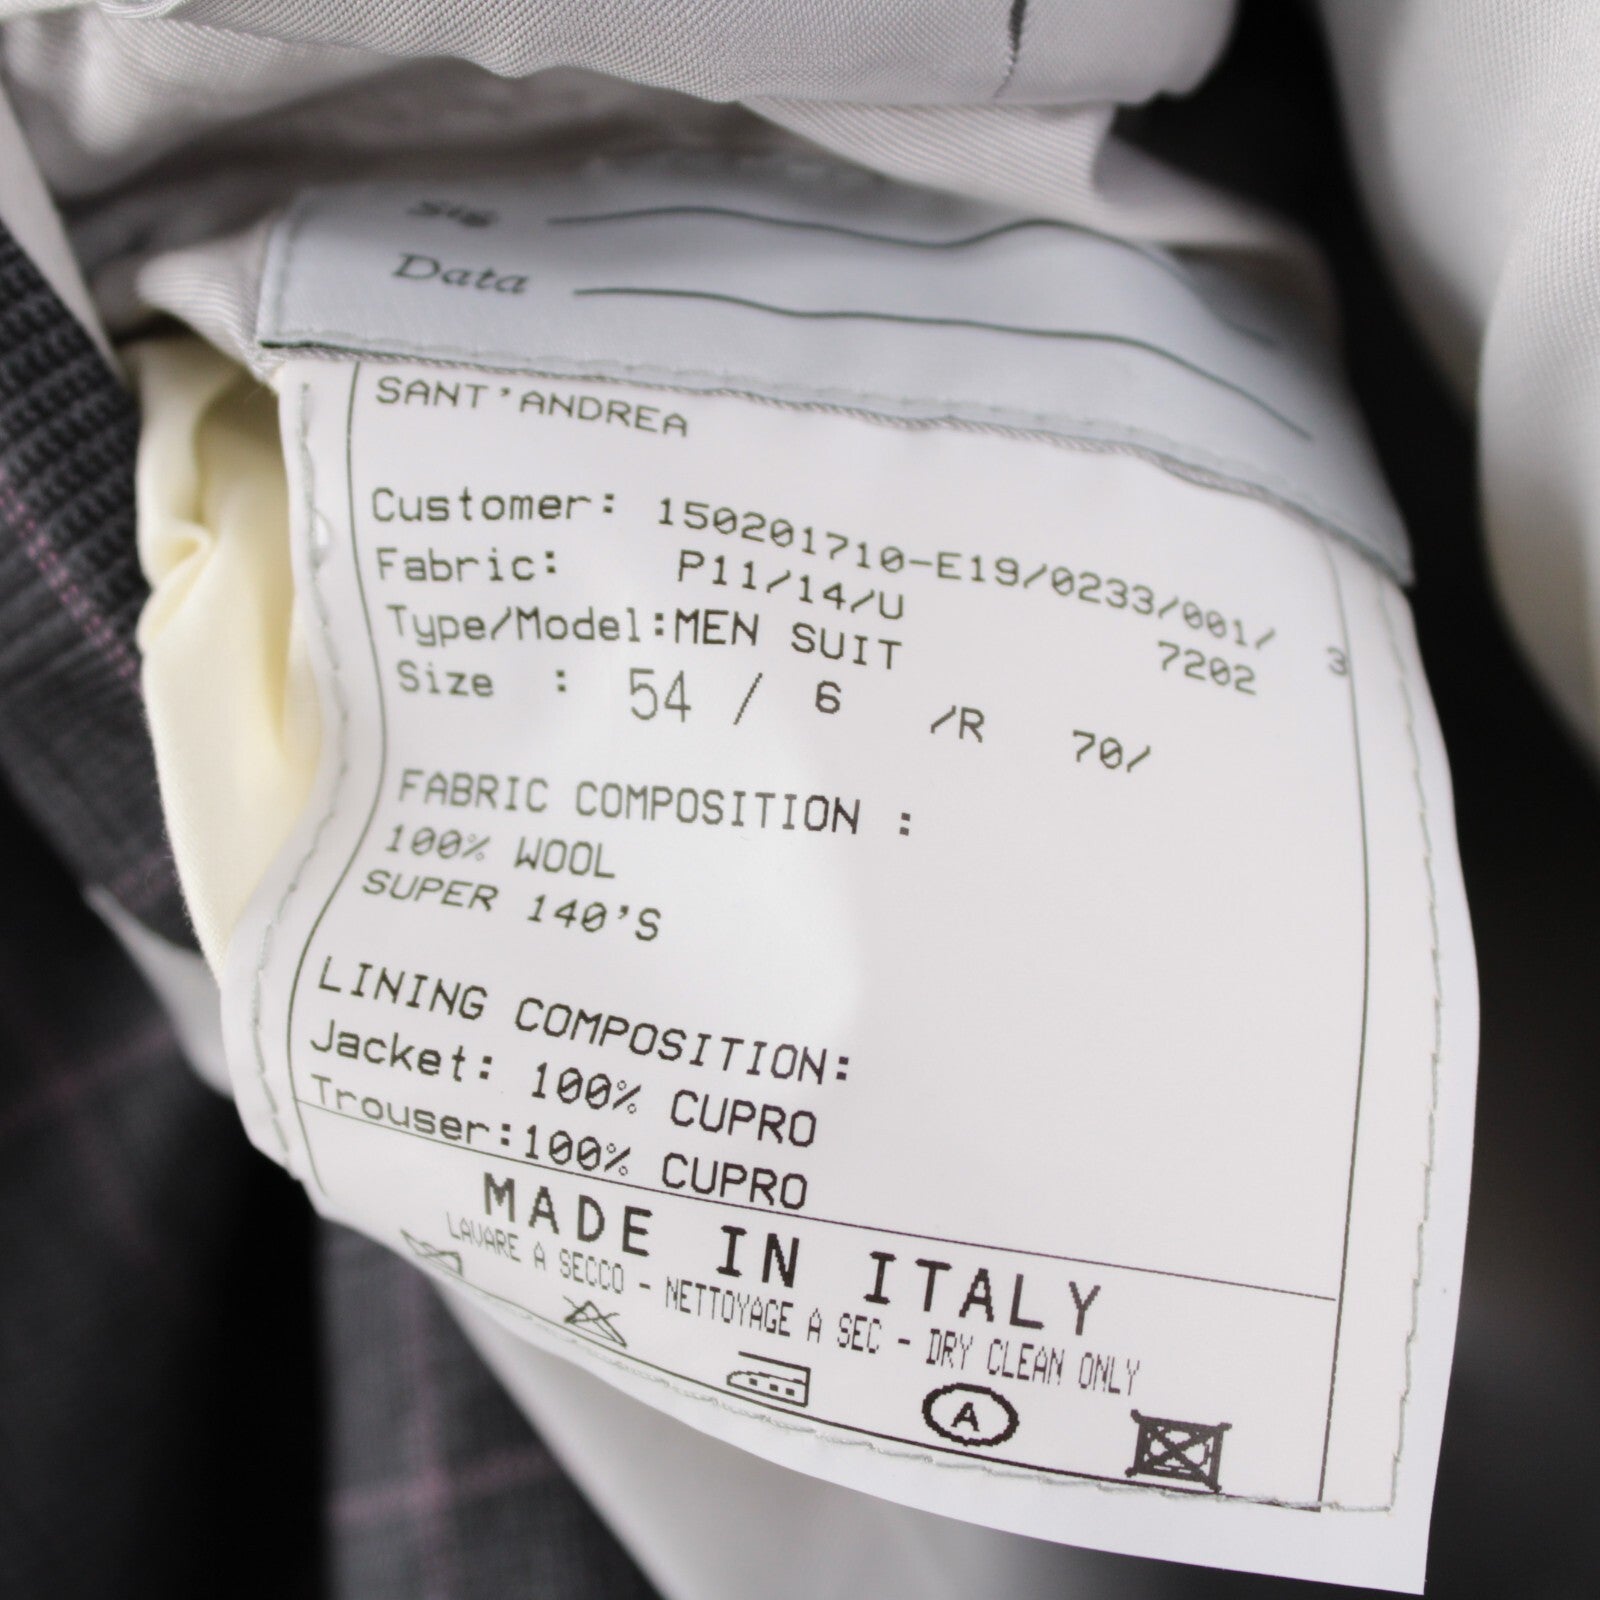 Sig
Data
SANT'ANDREA
Customer: 150201710-E19/0233/001/ 3
Fabric: P11/14/U 7202
Type/Model:MEN SUIT
Size : 54 / 6 /R 70/
FABRIC COMPOSITION :
100% WOOL
SUPER 140'S
LINING COMPOSITION:
Jacket: 100% CUPRO
Trouser:100% CUPRO
MADE IN ITALY
LAVARE A SECCO - NETTOYAGE A SEC - DRY CLEAN ONLY
A